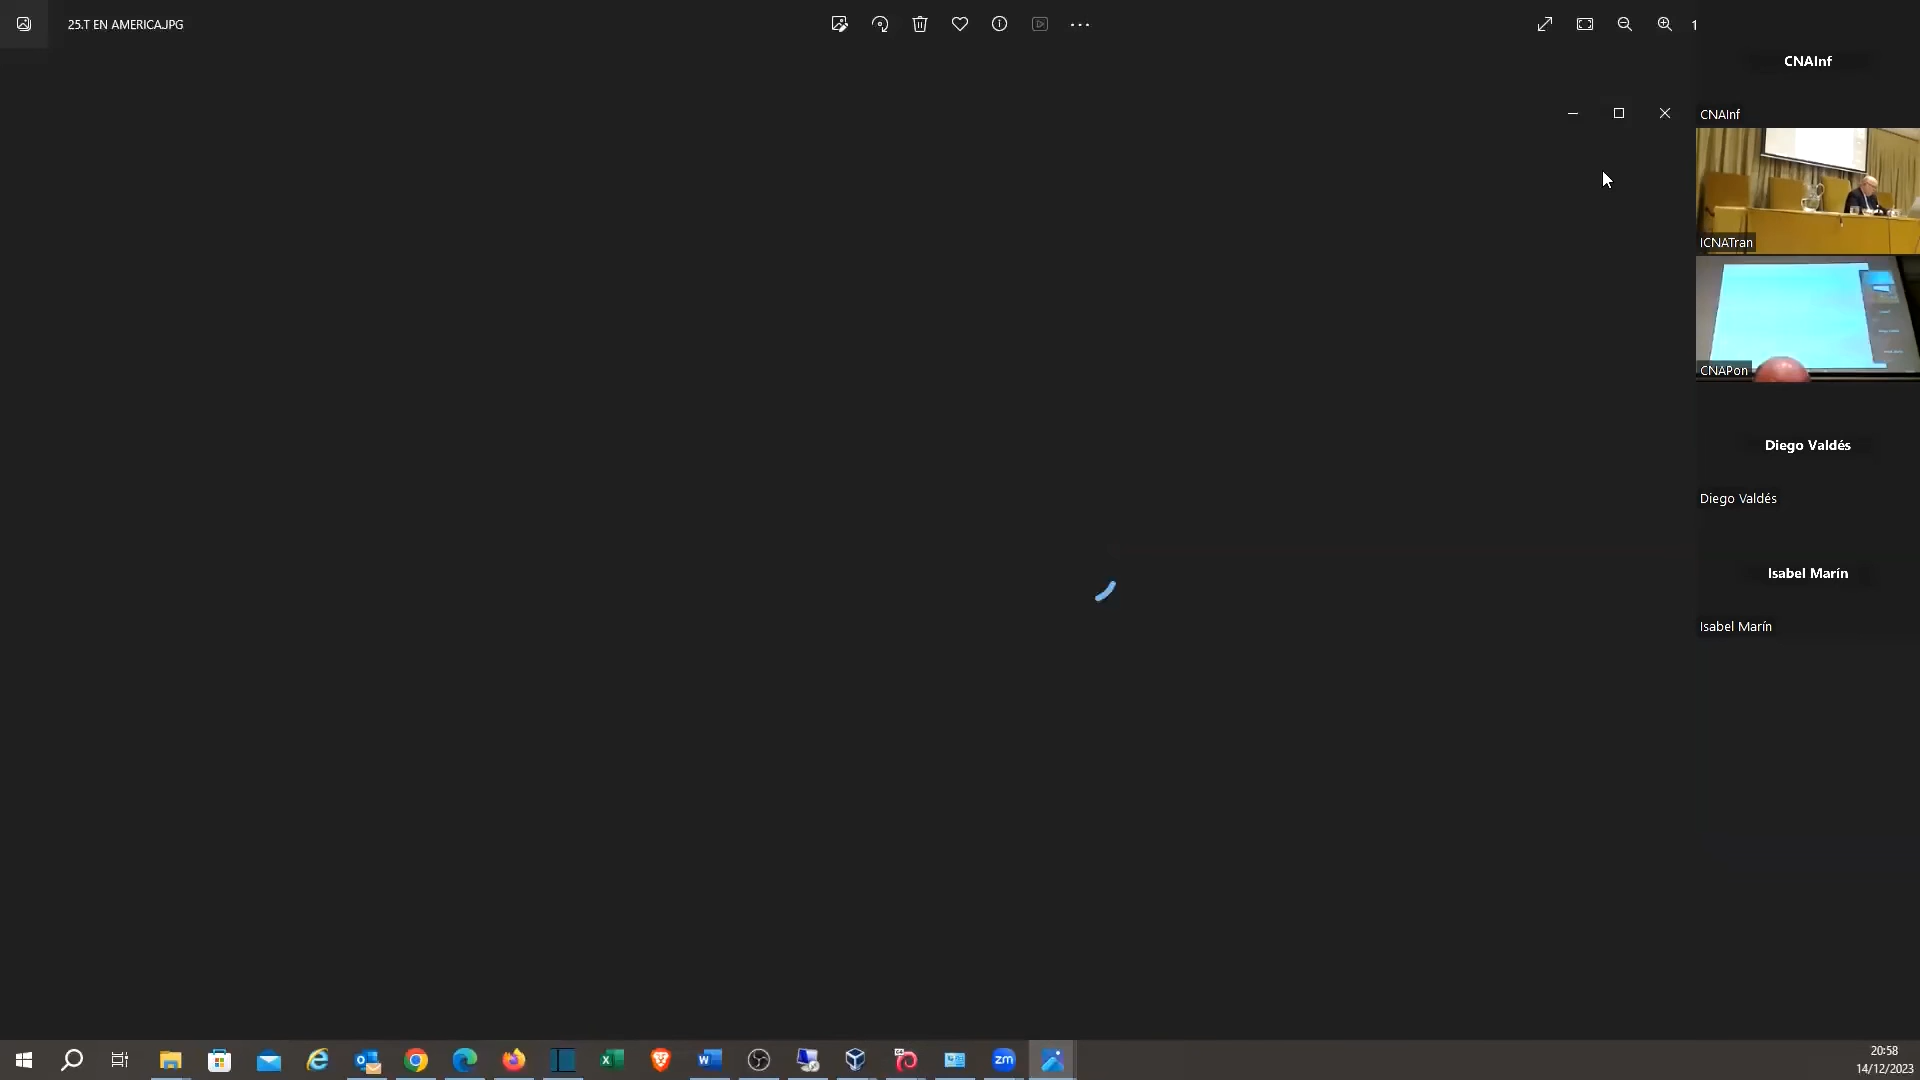 25.T EN AMERICA.JPG
1
CNAInf
CNAInf
ICNATran
CNAPon
Diego Valdés
Diego Valdés
Isabel Marín
Isabel Marín
20:58
14/12/2023